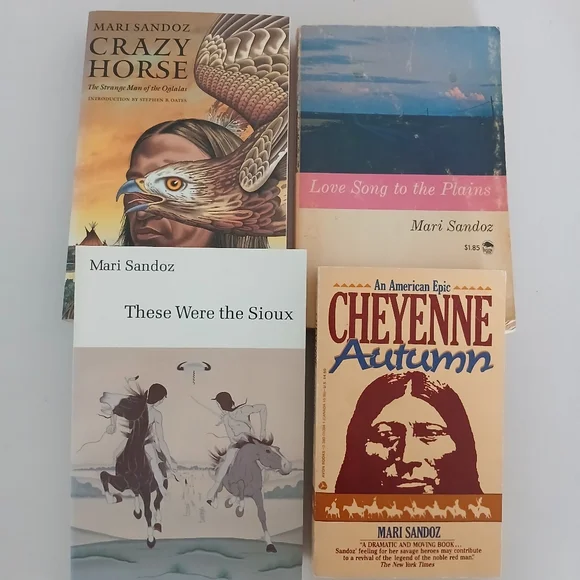 MARI SANDOZ
CRAZY
HORSE
The Strange Man of the Oglalas
INTRODUCTION BY STEPHEN B. OATES
Love Song to the Plains
Mari Sandoz
$1.85
Mari Sandoz
These Were the Sioux
An American Epic
CHEYENNE
Autumn
MARI SANDOZ
"A DRAMATIC AND MOVING BOOK...
Sandoz' feeling for her savage heroes may contribute
to a revival of the legend of the noble red man."
The New York Times